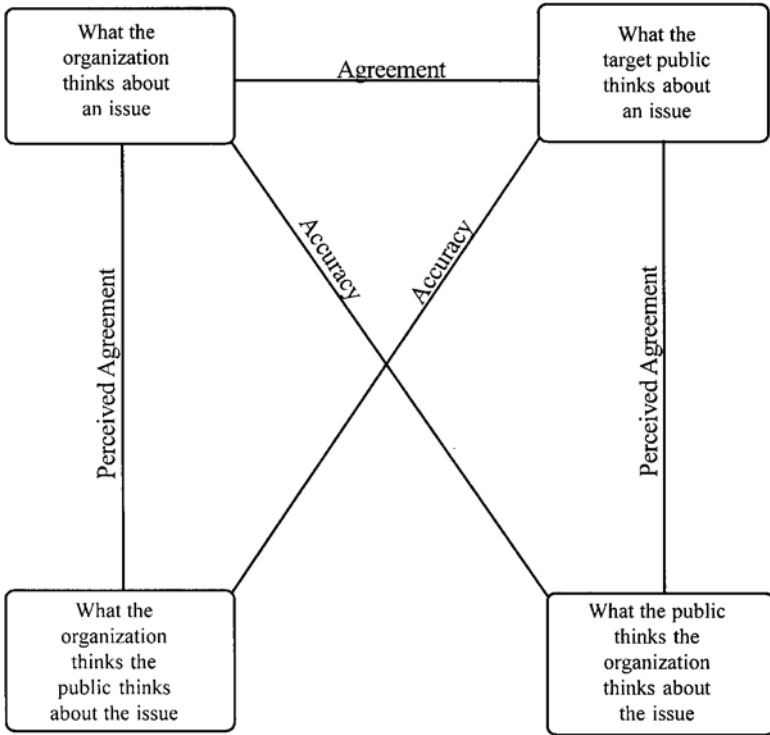 What the
organization
thinks about
an issue
Agreement
What the
target public
thinks about
an issue
Accuracy
Accuracy
Perceived Agreement
Perceived Agreement
What the
organization
thinks the
public thinks
about the issue
What the public
thinks the
organization
thinks about
the issue